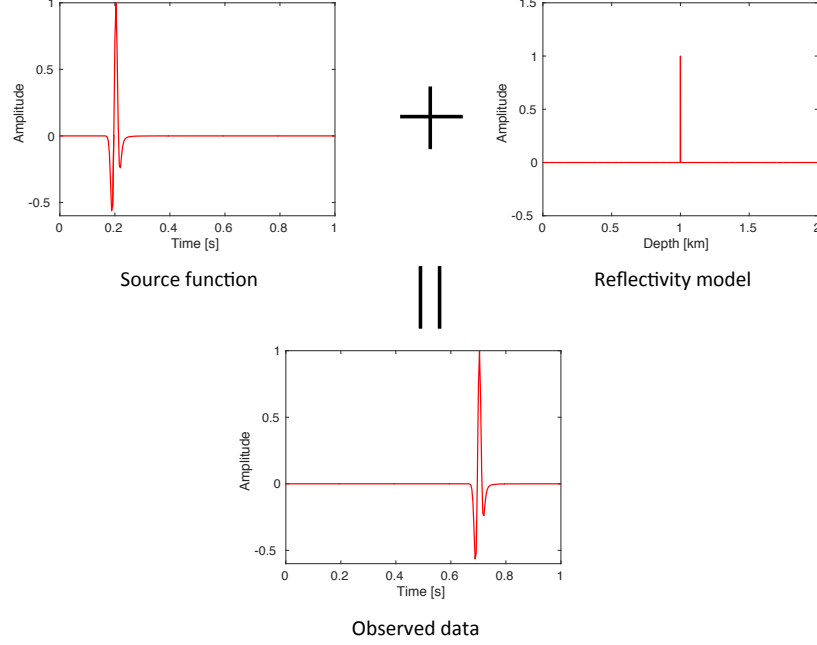 1
0.5
0
-0.5
Amplitude
0 0.2 0.4 0.6 0.8 1
Time [s]
Source function
1.5
1
0.5
0
-0.5
Amplitude
0 0.5 1 1.5 2
Depth [km]
Reflectivity model
1
0.5
0
-0.5
Amplitude
0 0.2 0.4 0.6 0.8 1
Time [s]
Observed data